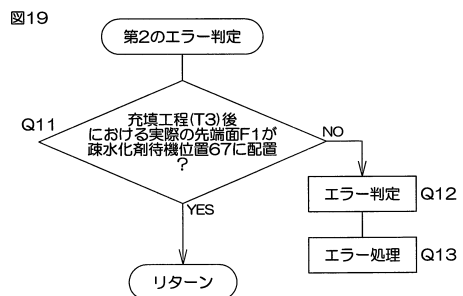 図19
第2のエラー判定
Q11
充填工程(T3)後
における実際の先端面F1が
疎水化剤待機位置67に配置
?
NO
YES
エラー判定 Q12
エラー処理 Q13
リターン